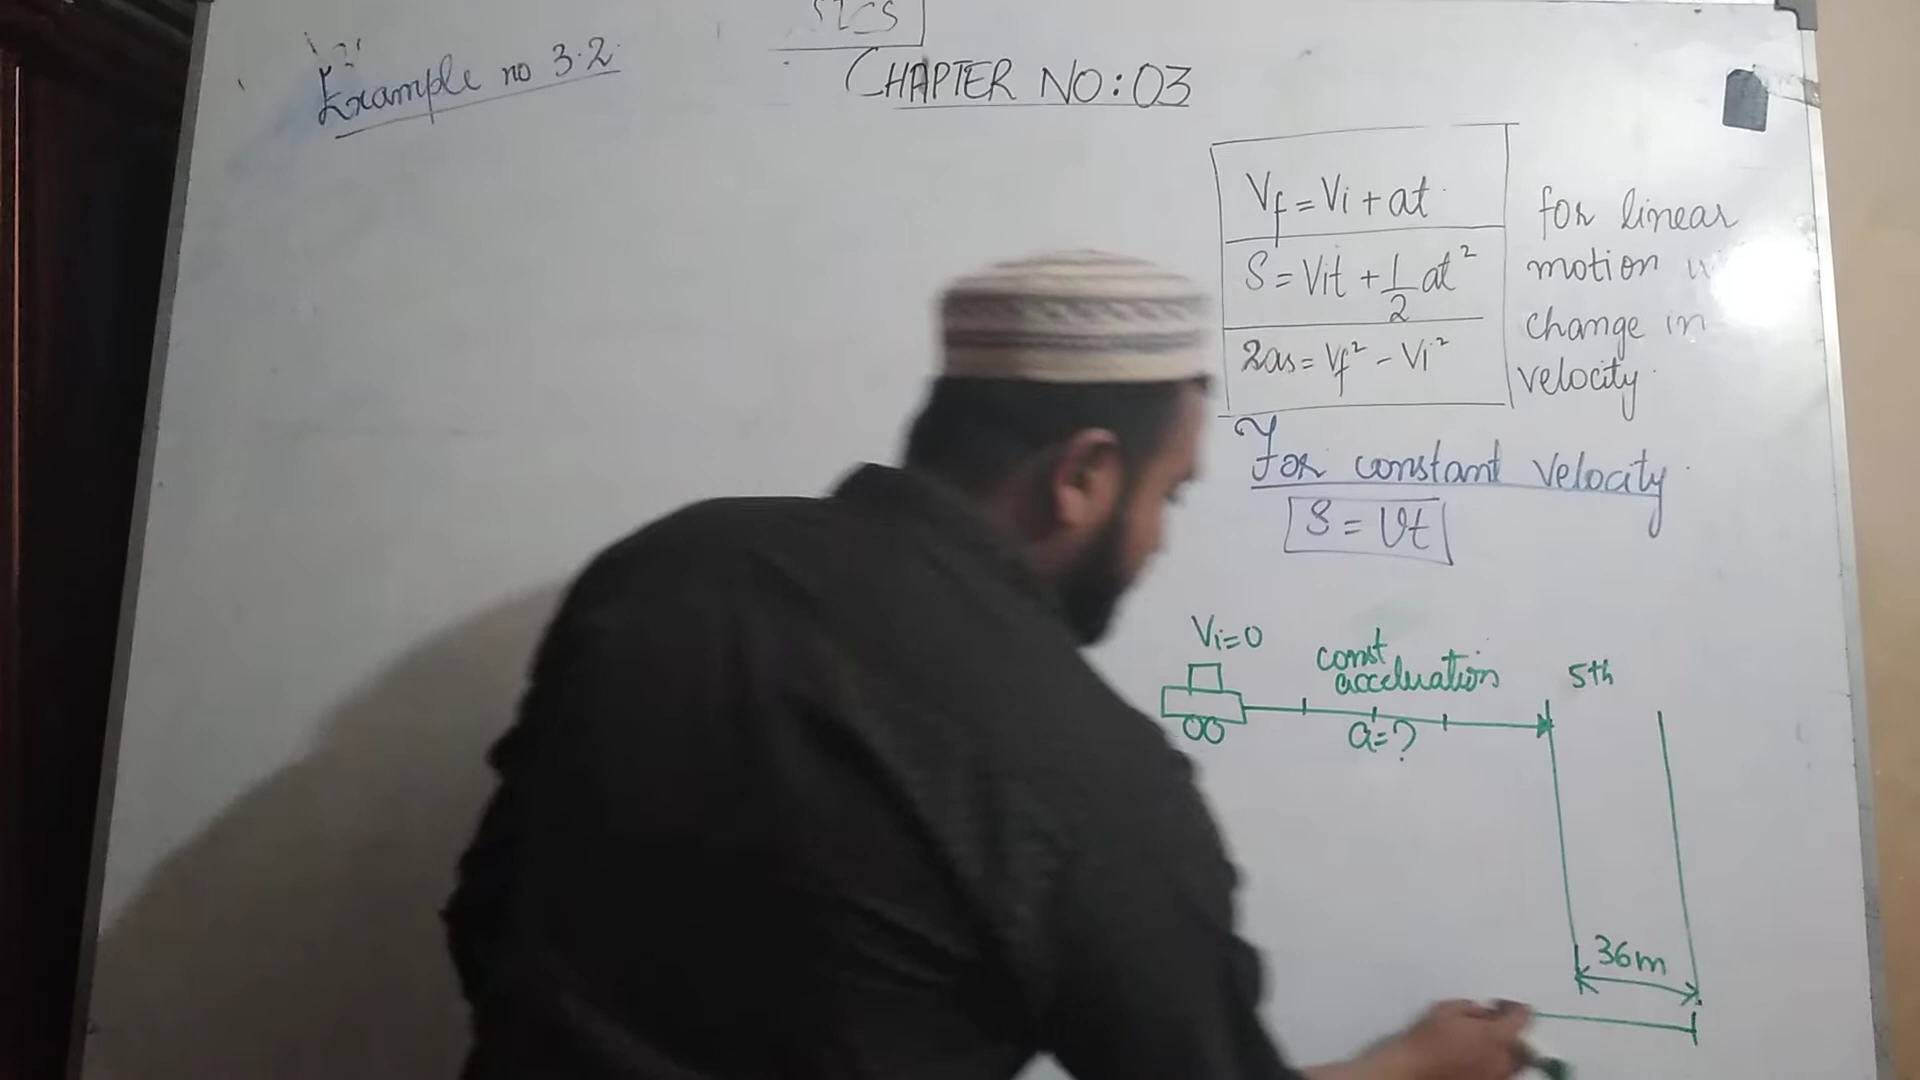 Example no 3.2
CHAPTER NO:03
Vf = Vi + at
S = Vit + 1/2 at²
2as = Vf² - Vi²
for linear
motion
change in
velocity.
For constant velocity
S = Vt
Vi=0
const
acceluation
a=?
5th
36m